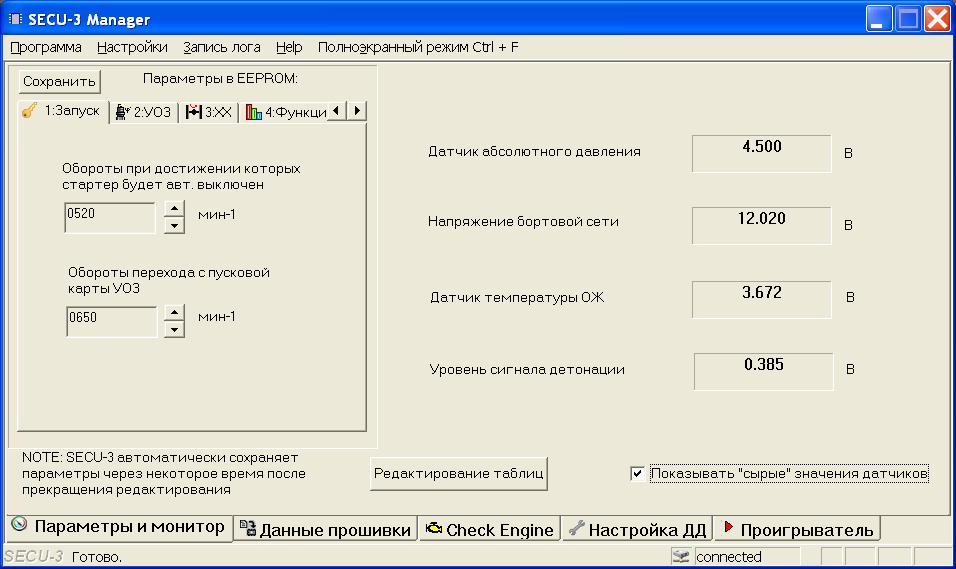 SECU-3 Manager
Программа Настройки Запись лога Help Полноэкранный режим Ctrl + F
Сохранить Параметры в EEPROM:
1:Запуск 2:УОЗ 3:ХХ 4:Функци
Обороты при достижении которых
стартер будет авт. выключен
0520 мин-1
Обороты перехода с пусковой
карты УОЗ
0650 мин-1
Датчик абсолютного давления 4.500 В
Напряжение бортовой сети 12.020 В
Датчик температуры ОЖ 3.672 В
Уровень сигнала детонации 0.385 В
NOTE: SECU-3 автоматически сохраняет
параметры через некоторое время после
прекращения редактирования
Редактирование таблиц
Показывать "сырые" значения датчиков
Параметры и монитор Данные прошивки Check Engine Настройка ДД Проигрыватель
SECU-3 Готово. connected